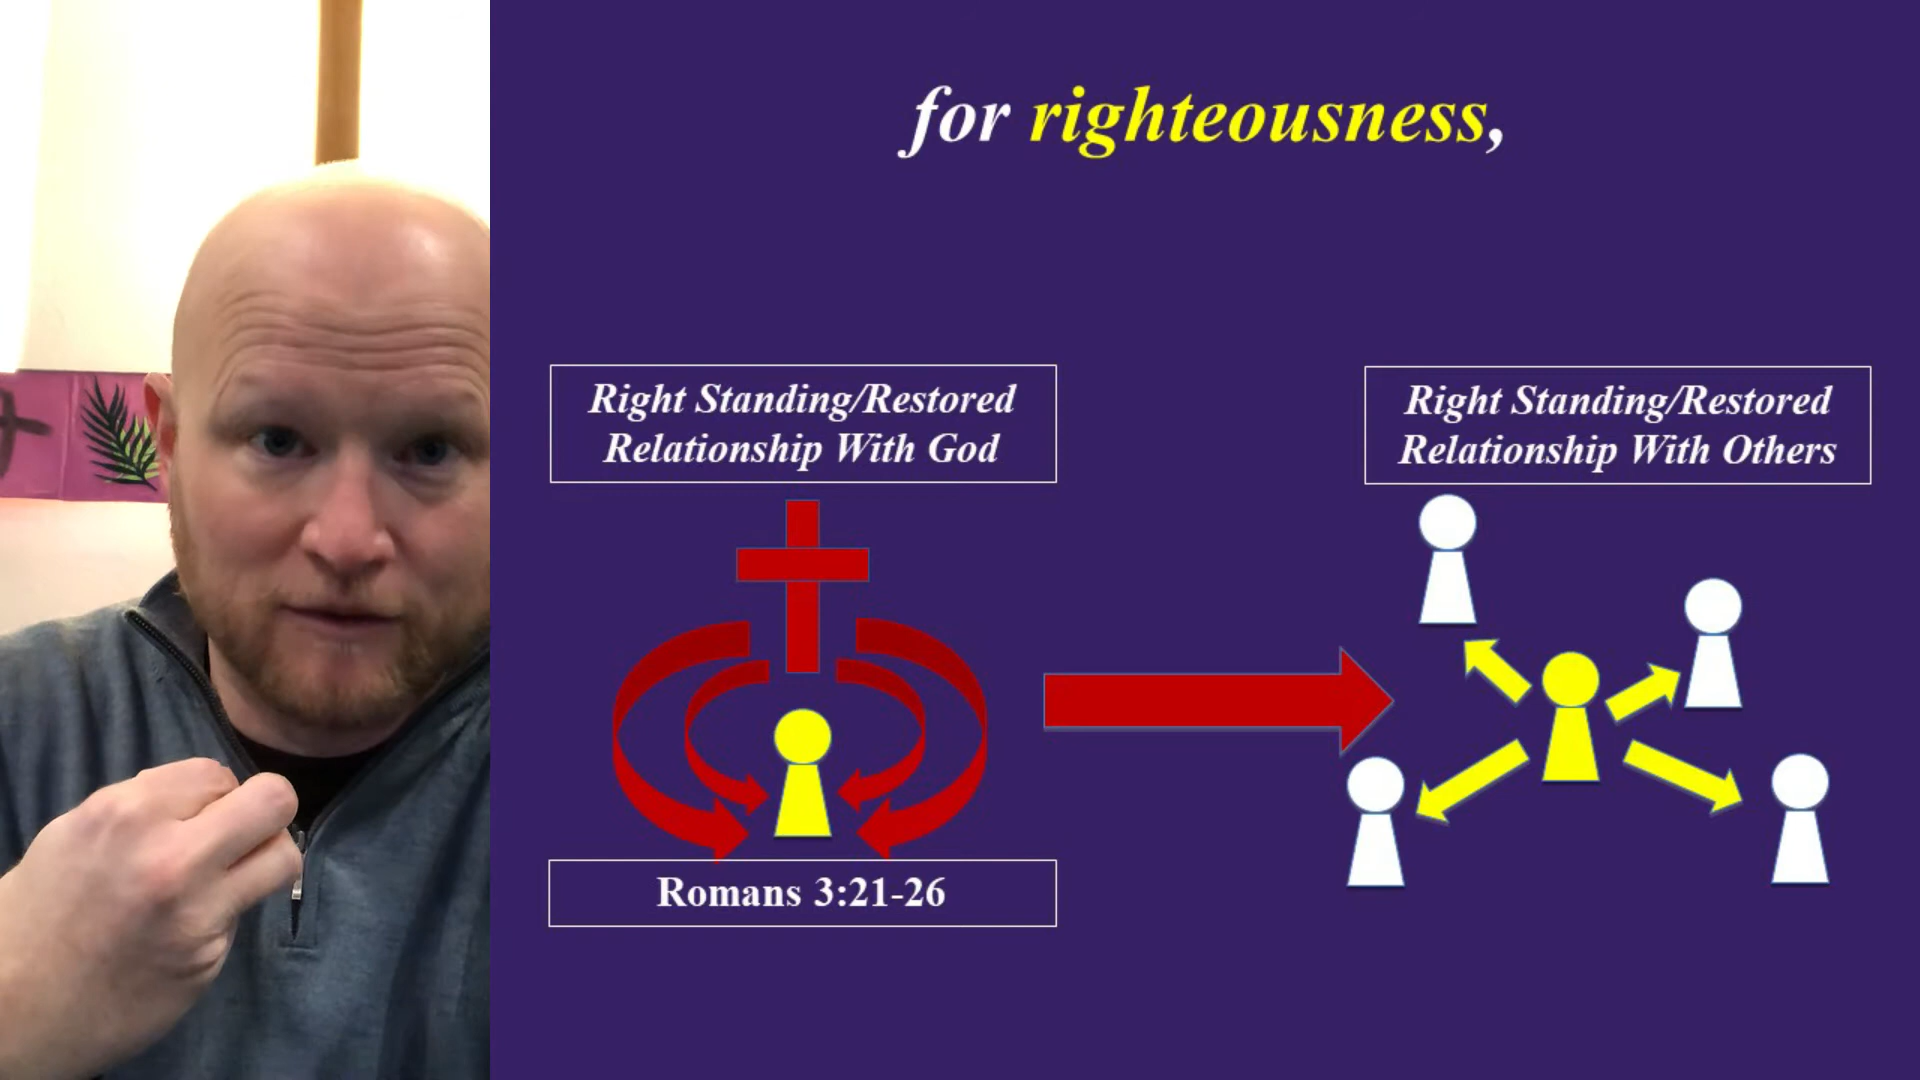 for righteousness,
Right Standing/Restored
Relationship With God
Right Standing/Restored
Relationship With Others
Romans 3:21-26